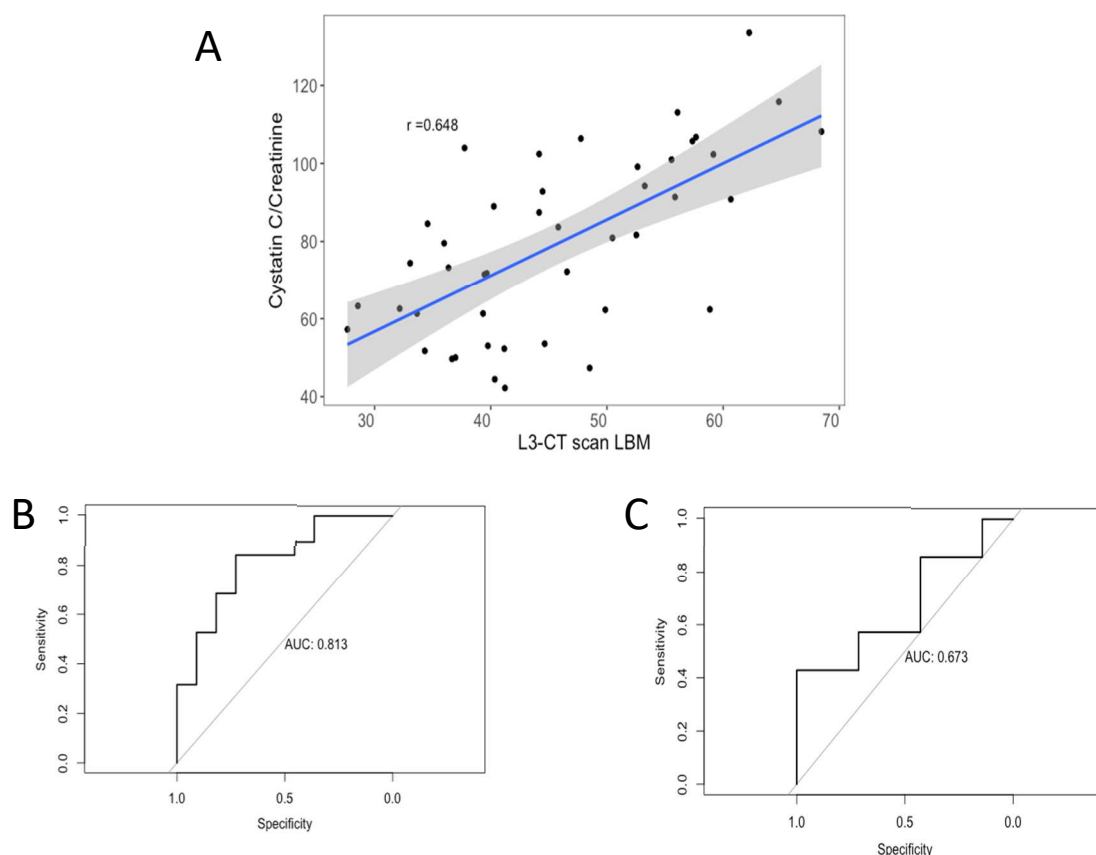 A
Cystatin C/Creatinine
120
100
80
60
40
r =0.648
30 40 50 60 70
L3-CT scan LBM
B
Sensitivity
1.0
0.8
0.6
0.4
0.2
0.0
AUC: 0.813
1.0 0.5 0.0
Specificity
C
Sensitivity
1.0
0.8
0.6
0.4
0.2
0.0
AUC: 0.673
1.0 0.5 0.0
Specificity